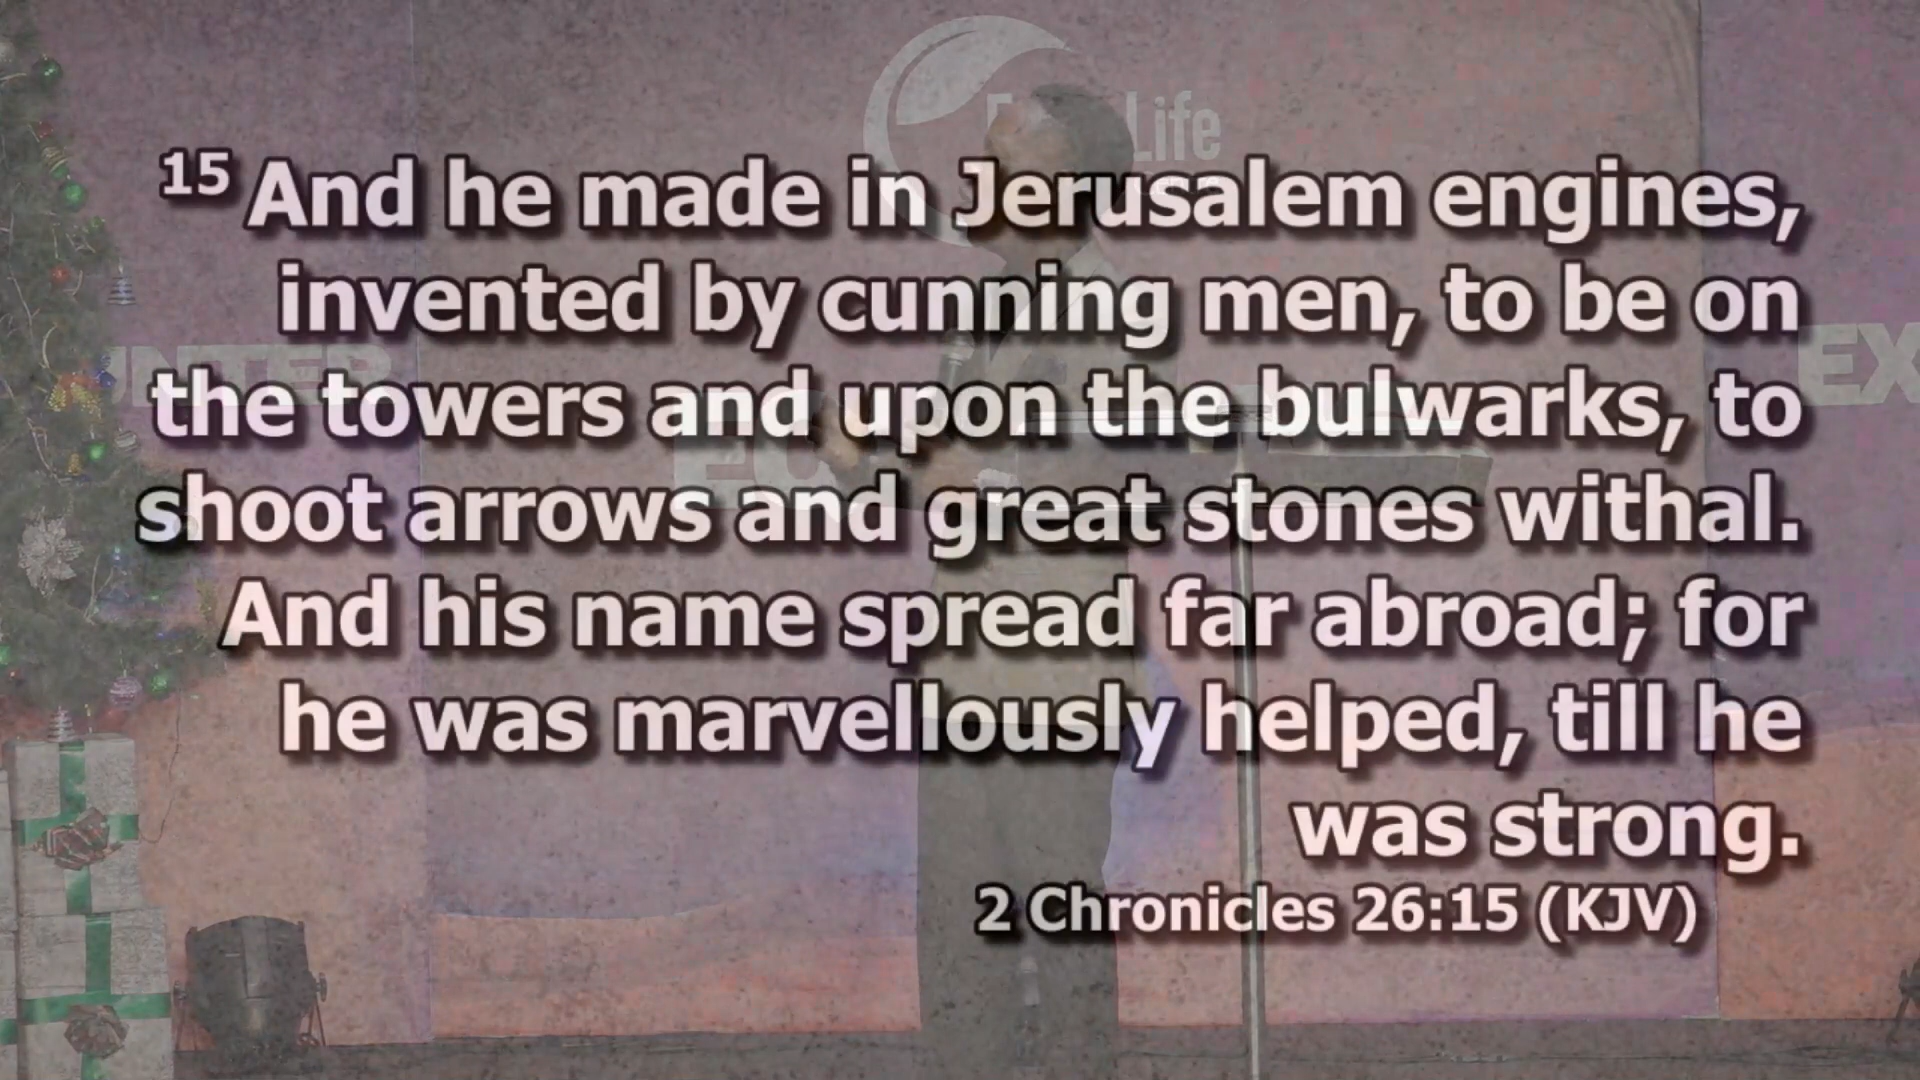 Life
15 And he made in Jerusalem engines,
invented by cunning men, to be on
the towers and upon the bulwarks, to
shoot arrows and great stones withal.
And his name spread far abroad; for
he was marvellously helped, till he
was strong.
2 Chronicles 26:15 (KJV)
EX